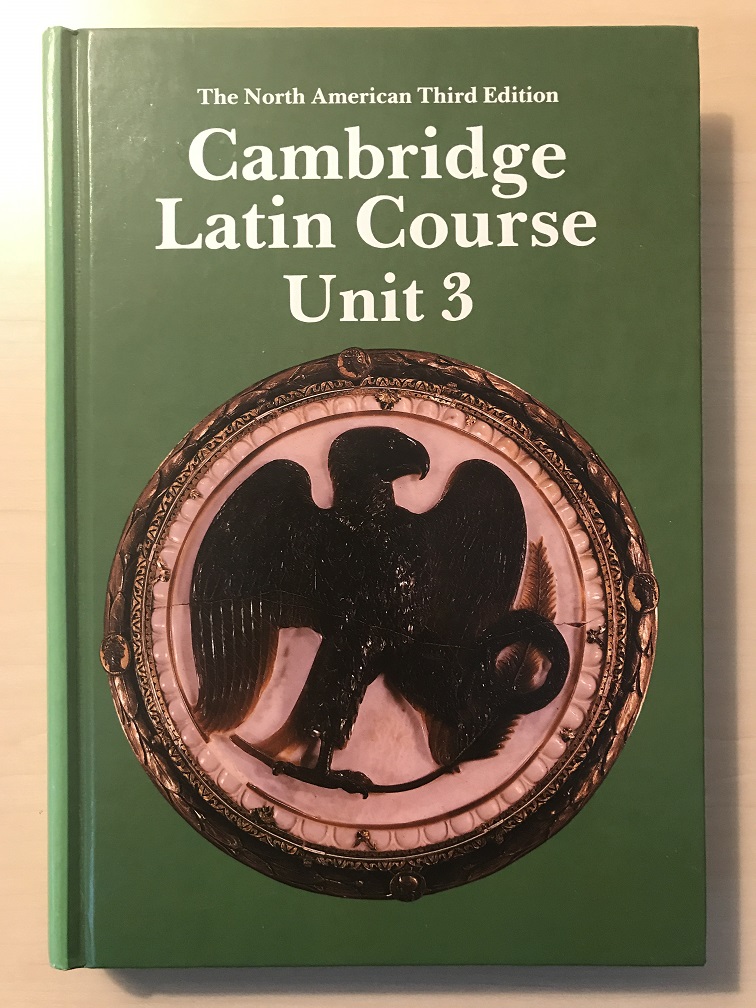 The North American Third Edition
Cambridge
Latin Course
Unit 3